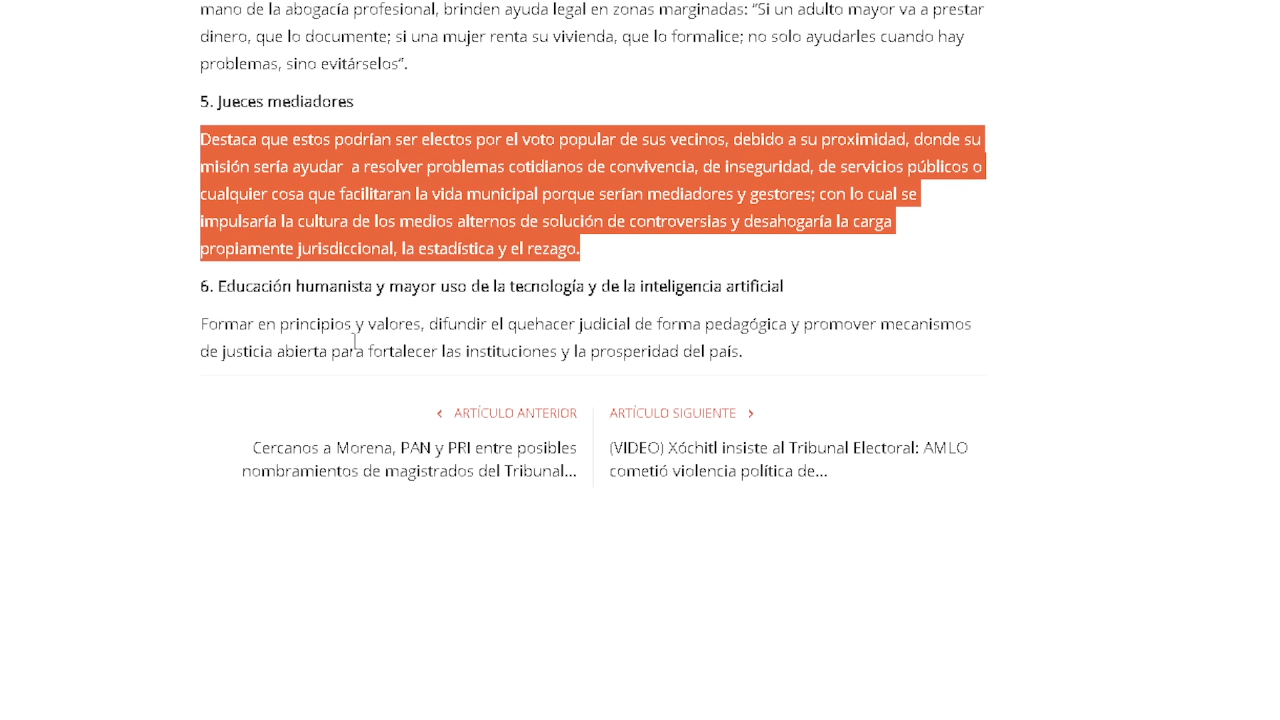 mano de la abogacía profesional, brinden ayuda legal en zonas marginadas: “Si un adulto mayor va a prestar
dinero, que lo documente; si una mujer renta su vivienda, que lo formalice; no solo ayudarles cuando hay
problemas, sino evitárselos”.
5. Jueces mediadores
Destaca que estos podrían ser electos por el voto popular de sus vecinos, debido a su proximidad, donde su
misión sería ayudar  a resolver problemas cotidianos de convivencia, de inseguridad, de servicios públicos o
cualquier cosa que facilitaran la vida municipal porque serían mediadores y gestores; con lo cual se
impulsaría la cultura de los medios alternos de solución de controversias y desahogaría la carga
propiamente jurisdiccional, la estadística y el rezago.
6. Educación humanista y mayor uso de la tecnología y de la inteligencia artificial
Formar en principios y valores, difundir el quehacer judicial de forma pedagógica y promover mecanismos
de justicia abierta para fortalecer las instituciones y la prosperidad del país.
‹ ARTÍCULO ANTERIOR
Cercanos a Morena, PAN y PRI entre posibles
nombramientos de magistrados del Tribunal...
ARTÍCULO SIGUIENTE ›
(VIDEO) Xóchitl insiste al Tribunal Electoral: AMLO
cometió violencia política de...